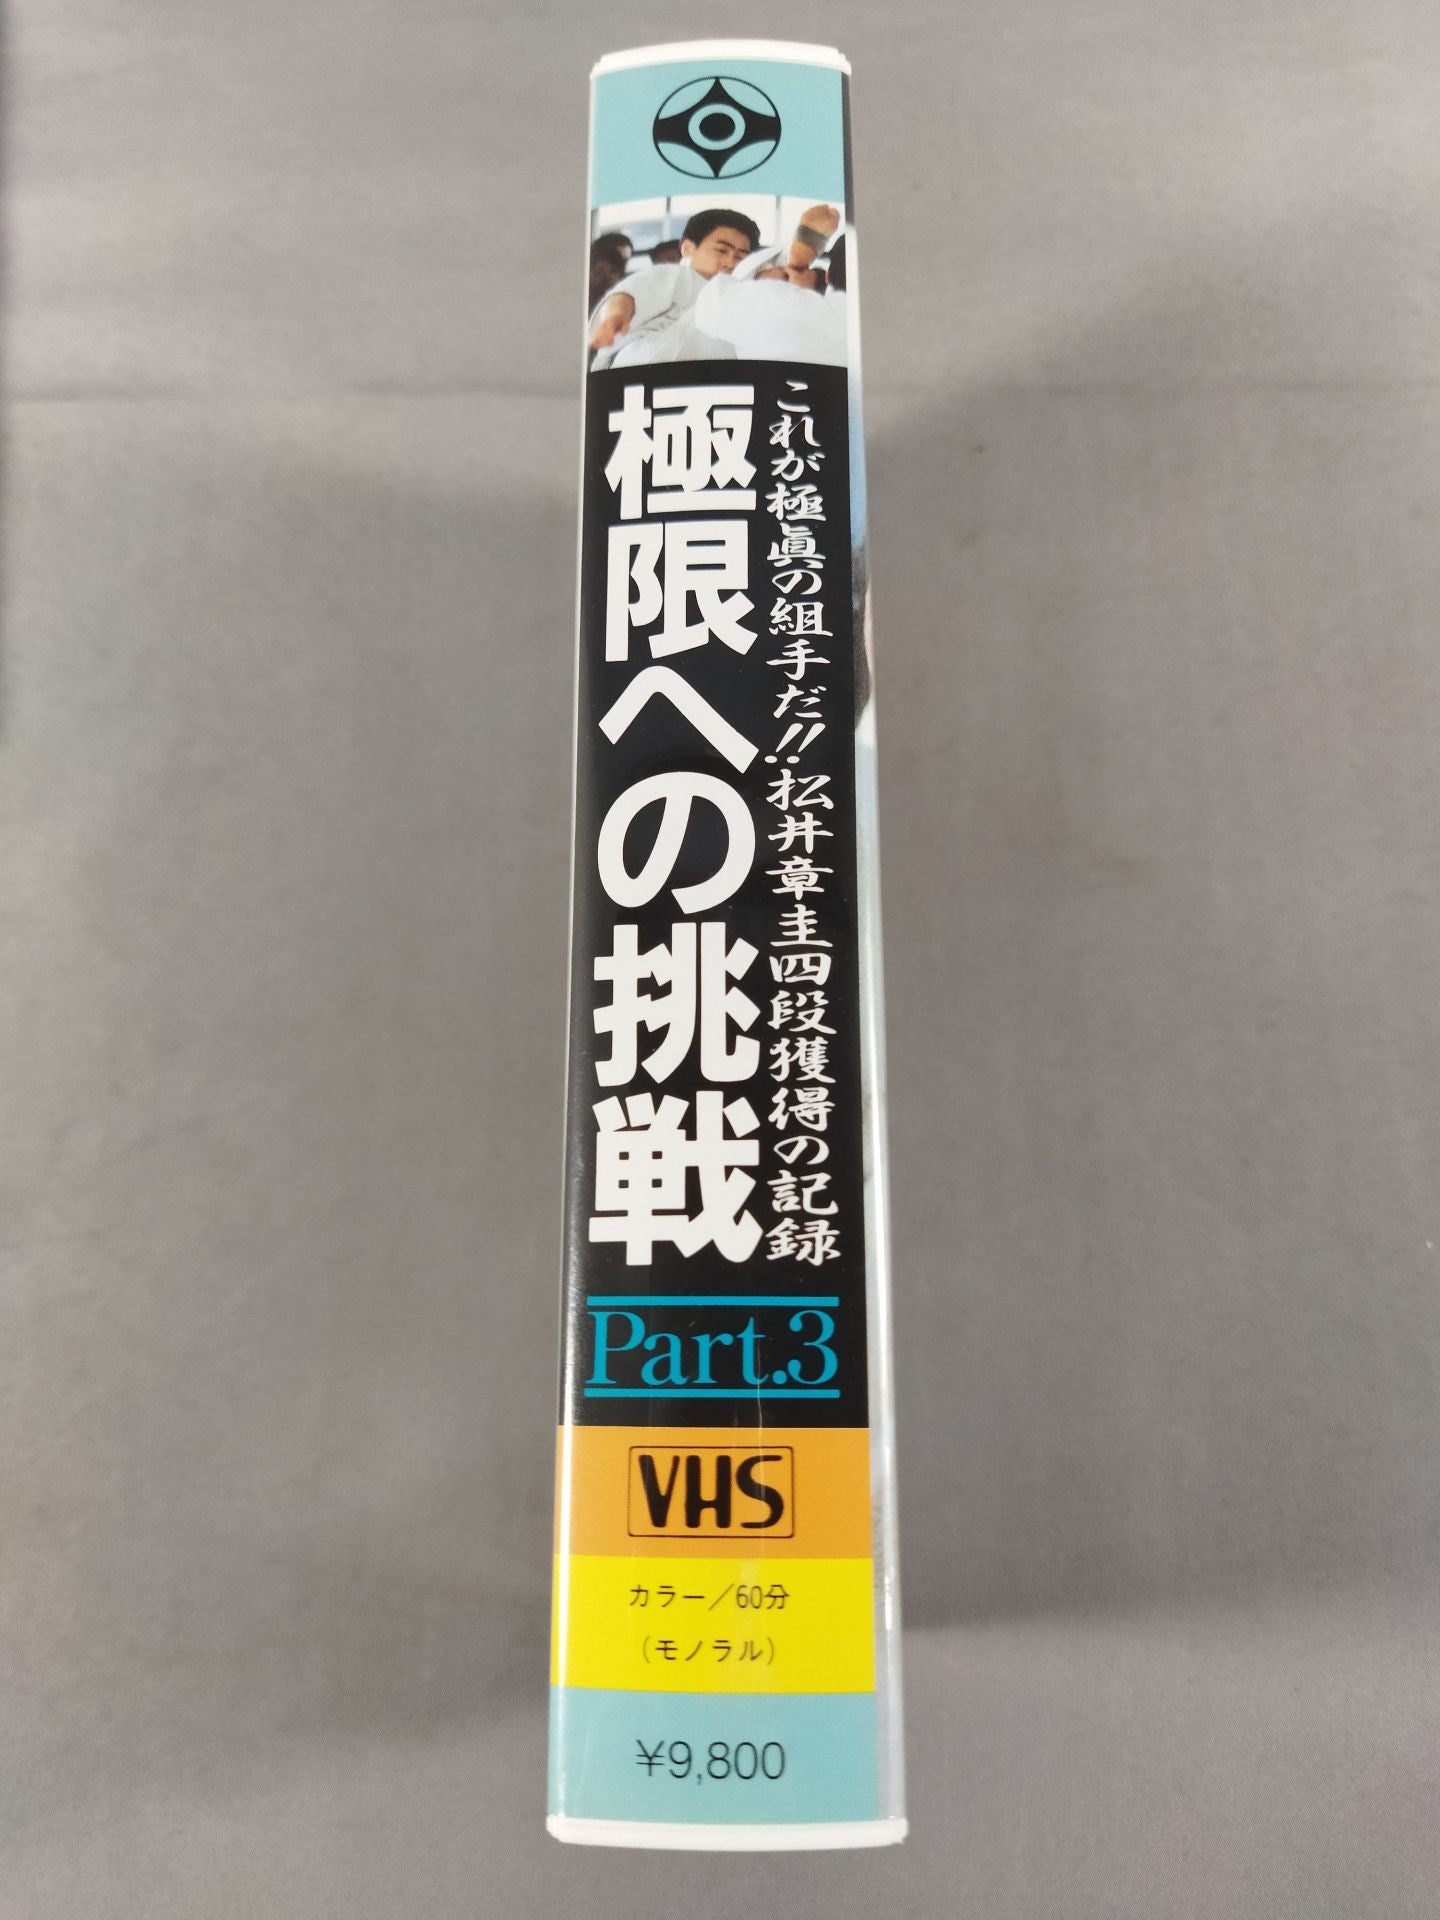 これが極眞の組手だ!!松井章圭四段獲得の記録
極限への挑戦
Part.3
VHS
カラー／60分
(モノラル)
¥9,800